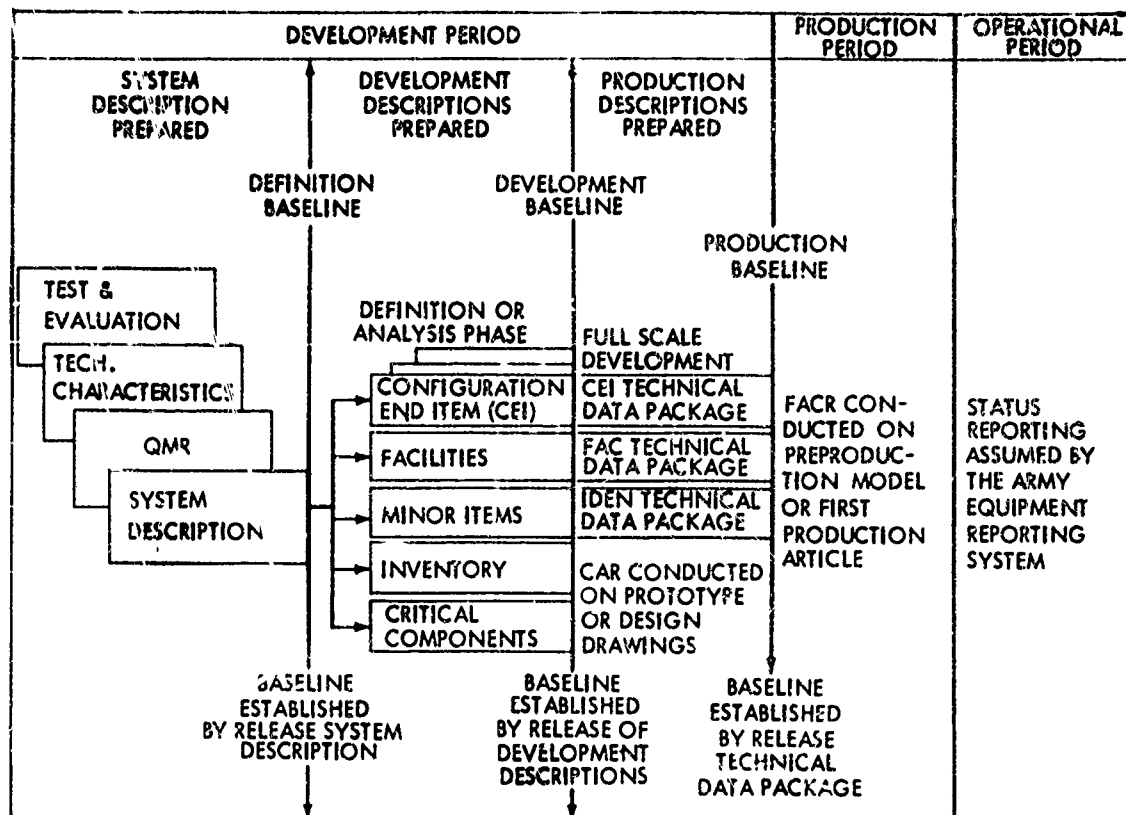 DEVELOPMENT PERIOD
PRODUCTION
PERIOD
OPERATIONAL
PERIOD
SYSTEM
DESCRIPTION
PREPARED
DEVELOPMENT
DESCRIPTIONS
PREPARED
PRODUCTION
DESCRIPTIONS
PREPARED
DEFINITION
BASELINE
DEVELOPMENT
BASELINE
PRODUCTION
BASELINE
TEST &
EVALUATION
TECH.
CHARACTERISTICS
QMR
SYSTEM
DESCRIPTION
DEFINITION OR
ANALYSIS PHASE
CONFIGURATION
END ITEM (CEI)
FACILITIES
MINOR ITEMS
INVENTORY
CRITICAL
COMPONENTS
FULL SCALE
DEVELOPMENT
CEI TECHNICAL
DATA PACKAGE
FAC TECHNICAL
DATA PACKAGE
IDEN TECHNICAL
DATA PACKAGE
CAR CONDUCTED
ON PROTOTYPE
OR DESIGN
DRAWINGS
FACR CON-
DUCTED ON
PREPRODUC-
TION MODEL
OR FIRST
PRODUCTION
ARTICLE
STATUS
REPORTING
ASSUMED BY
THE ARMY
EQUIPMENT
REPORTING
SYSTEM
BASELINE
ESTABLISHED
BY RELEASE SYSTEM
DESCRIPTION
BASELINE
ESTABLISHED
BY RELEASE OF
DEVELOPMENT
DESCRIPTIONS
BASELINE
ESTABLISHED
BY RELEASE
TECHNICAL
DATA PACKAGE